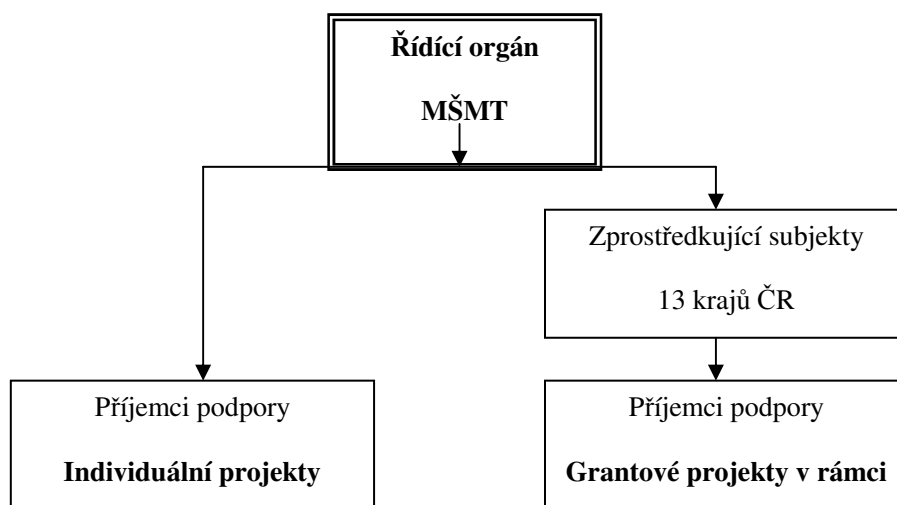 Řídící orgán
MŠMT
Zprostředkující subjekty
13 krajů ČR
Příjemci podpory
Individuální projekty
Příjemci podpory
Grantové projekty v rámci